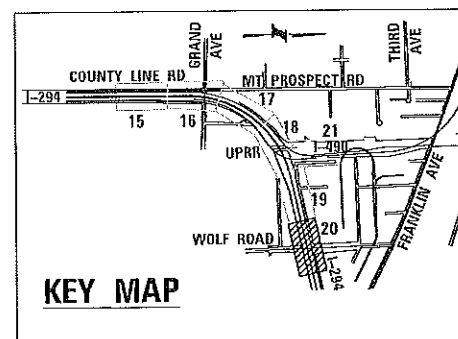 GRAND AVE
N
THIRD AVE
COUNTY LINE RD
MT PROSPECT RD
I-294
17
15
16
18
21
I-490
UPRR
19
FRANKLIN AVE
20
WOLF ROAD
I-294
KEY MAP